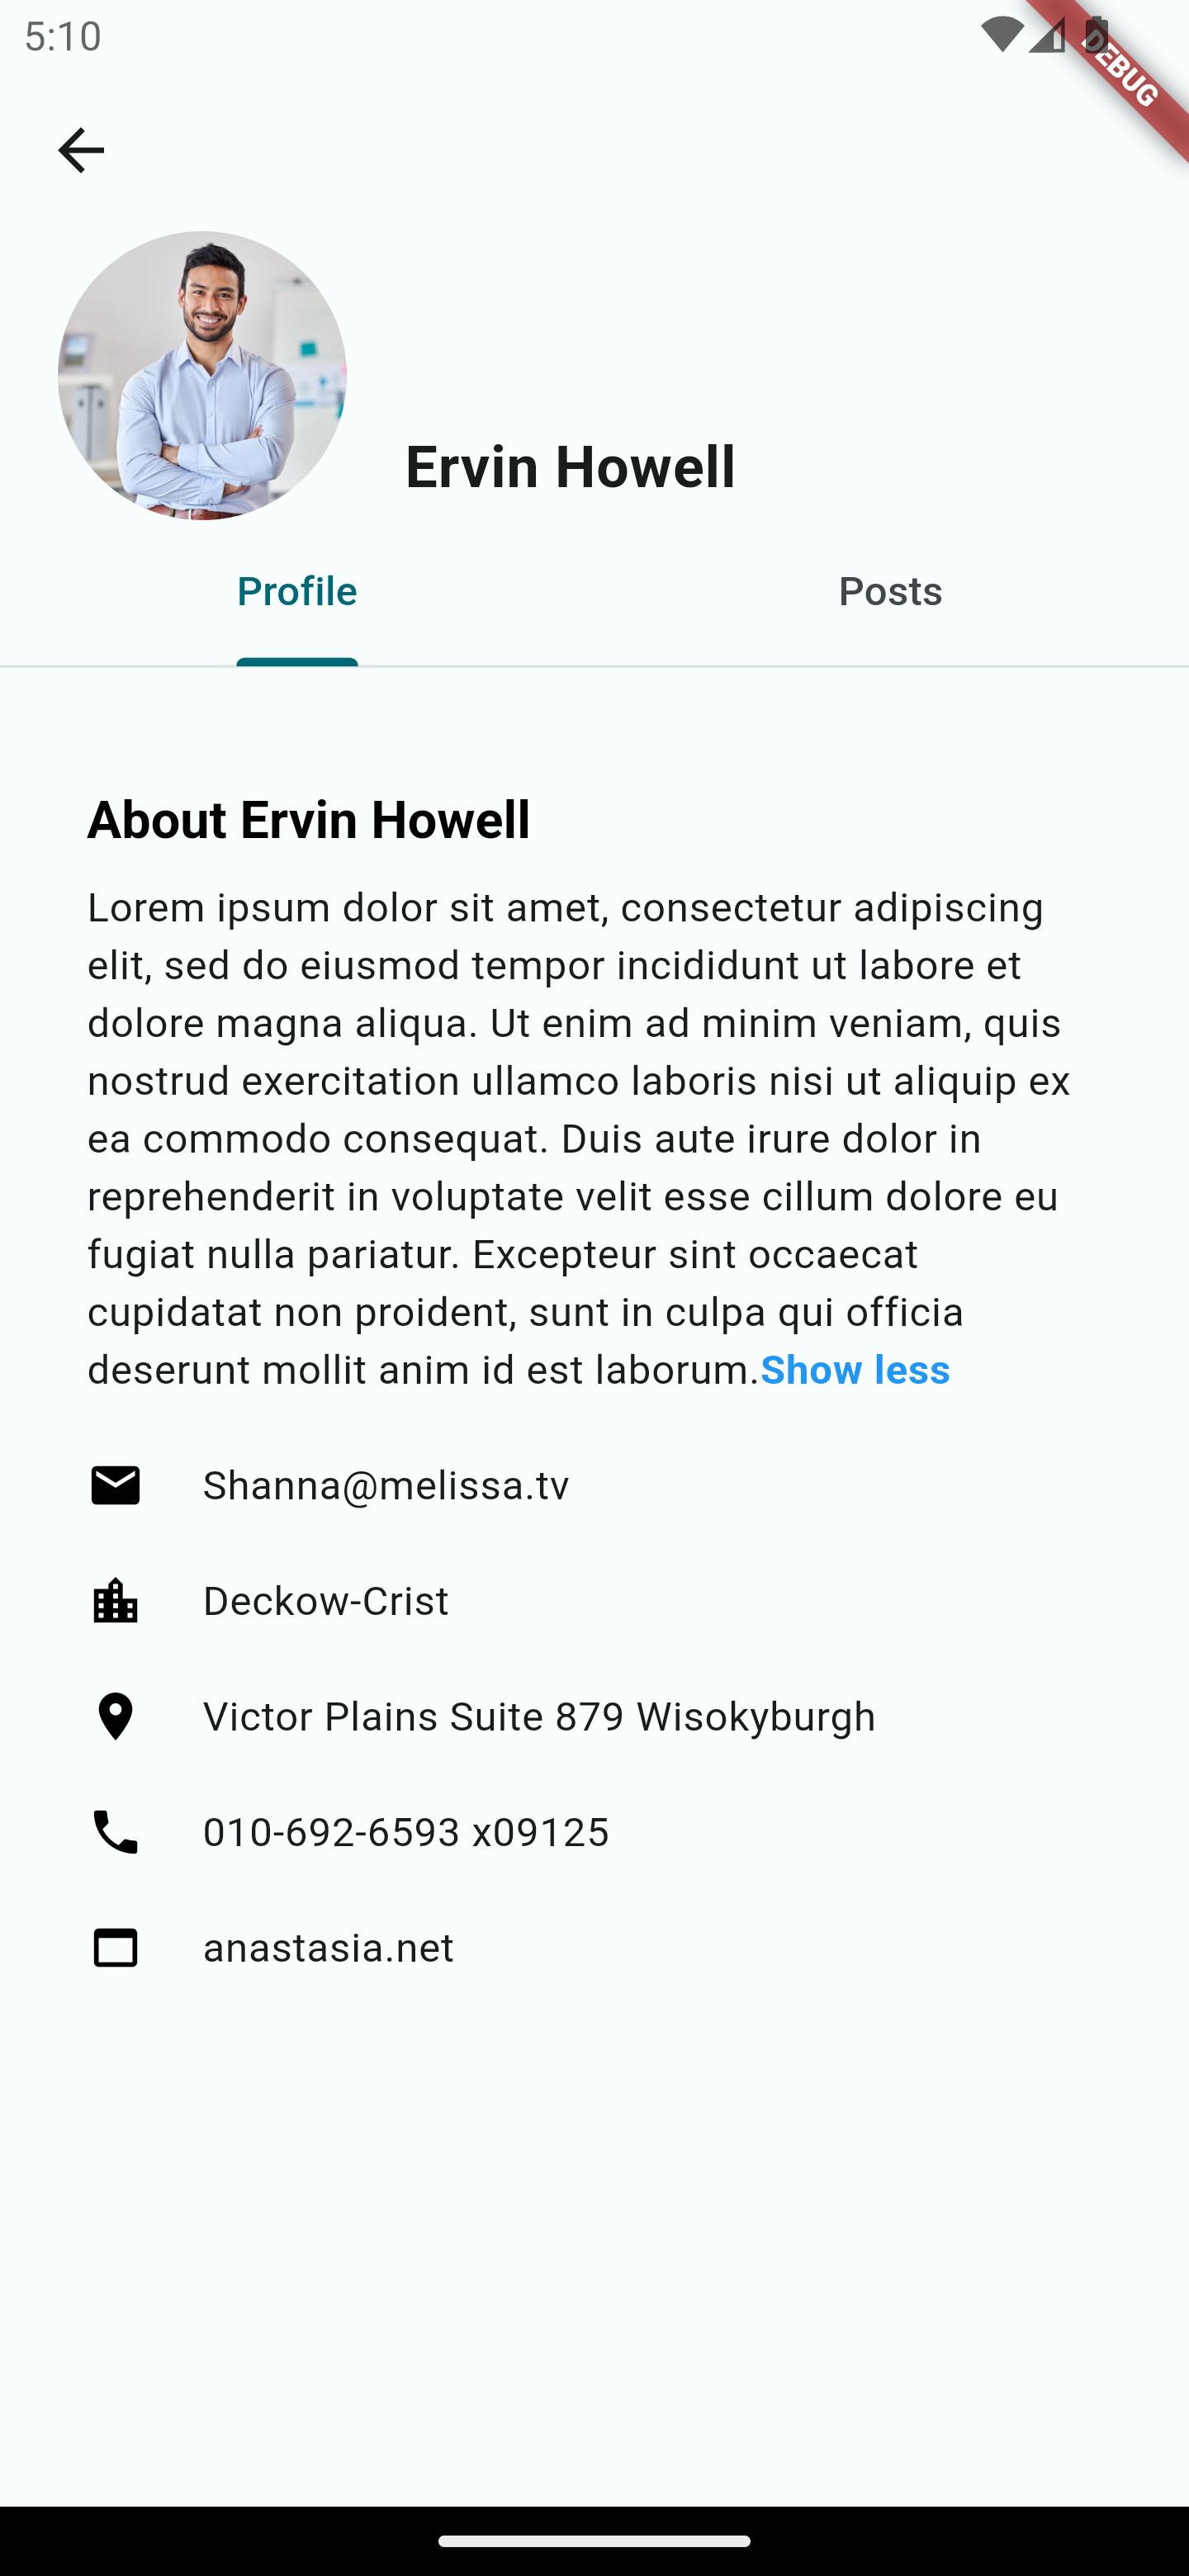 5:10
DEBUG
Ervin Howell
Profile
Posts
About Ervin Howell
Lorem ipsum dolor sit amet, consectetur adipiscing
elit, sed do eiusmod tempor incididunt ut labore et
dolore magna aliqua. Ut enim ad minim veniam, quis
nostrud exercitation ullamco laboris nisi ut aliquip ex
ea commodo consequat. Duis aute irure dolor in
reprehenderit in voluptate velit esse cillum dolore eu
fugiat nulla pariatur. Excepteur sint occaecat
cupidatat non proident, sunt in culpa qui officia
deserunt mollit anim id est laborum.Show less
Shanna@melissa.tv
Deckow-Crist
Victor Plains Suite 879 Wisokyburgh
010-692-6593 x09125
anastasia.net